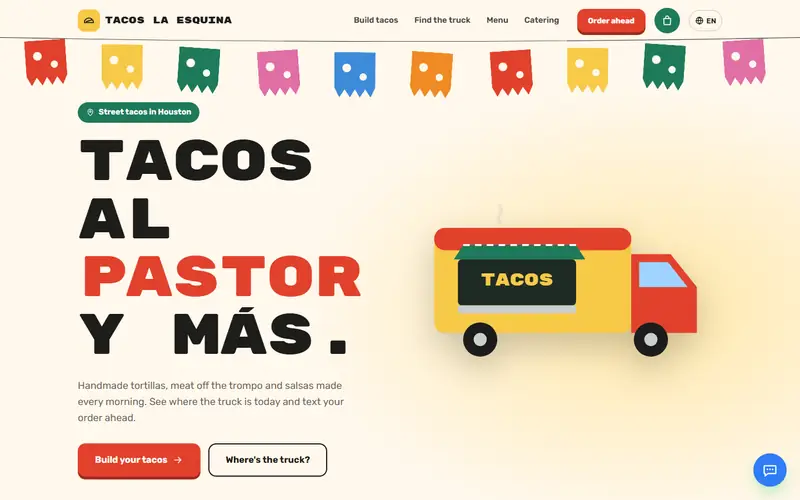 TACOS LA ESQUINA
Build tacos
Find the truck
Menu
Catering
Order ahead
EN
Street tacos in Houston
TACOS
AL
PASTOR
Y MÁS.
TACOS
Handmade tortillas, meat off the trompo and salsas made
every morning. See where the truck is today and text your
order ahead.
Build your tacos →
Where's the truck?